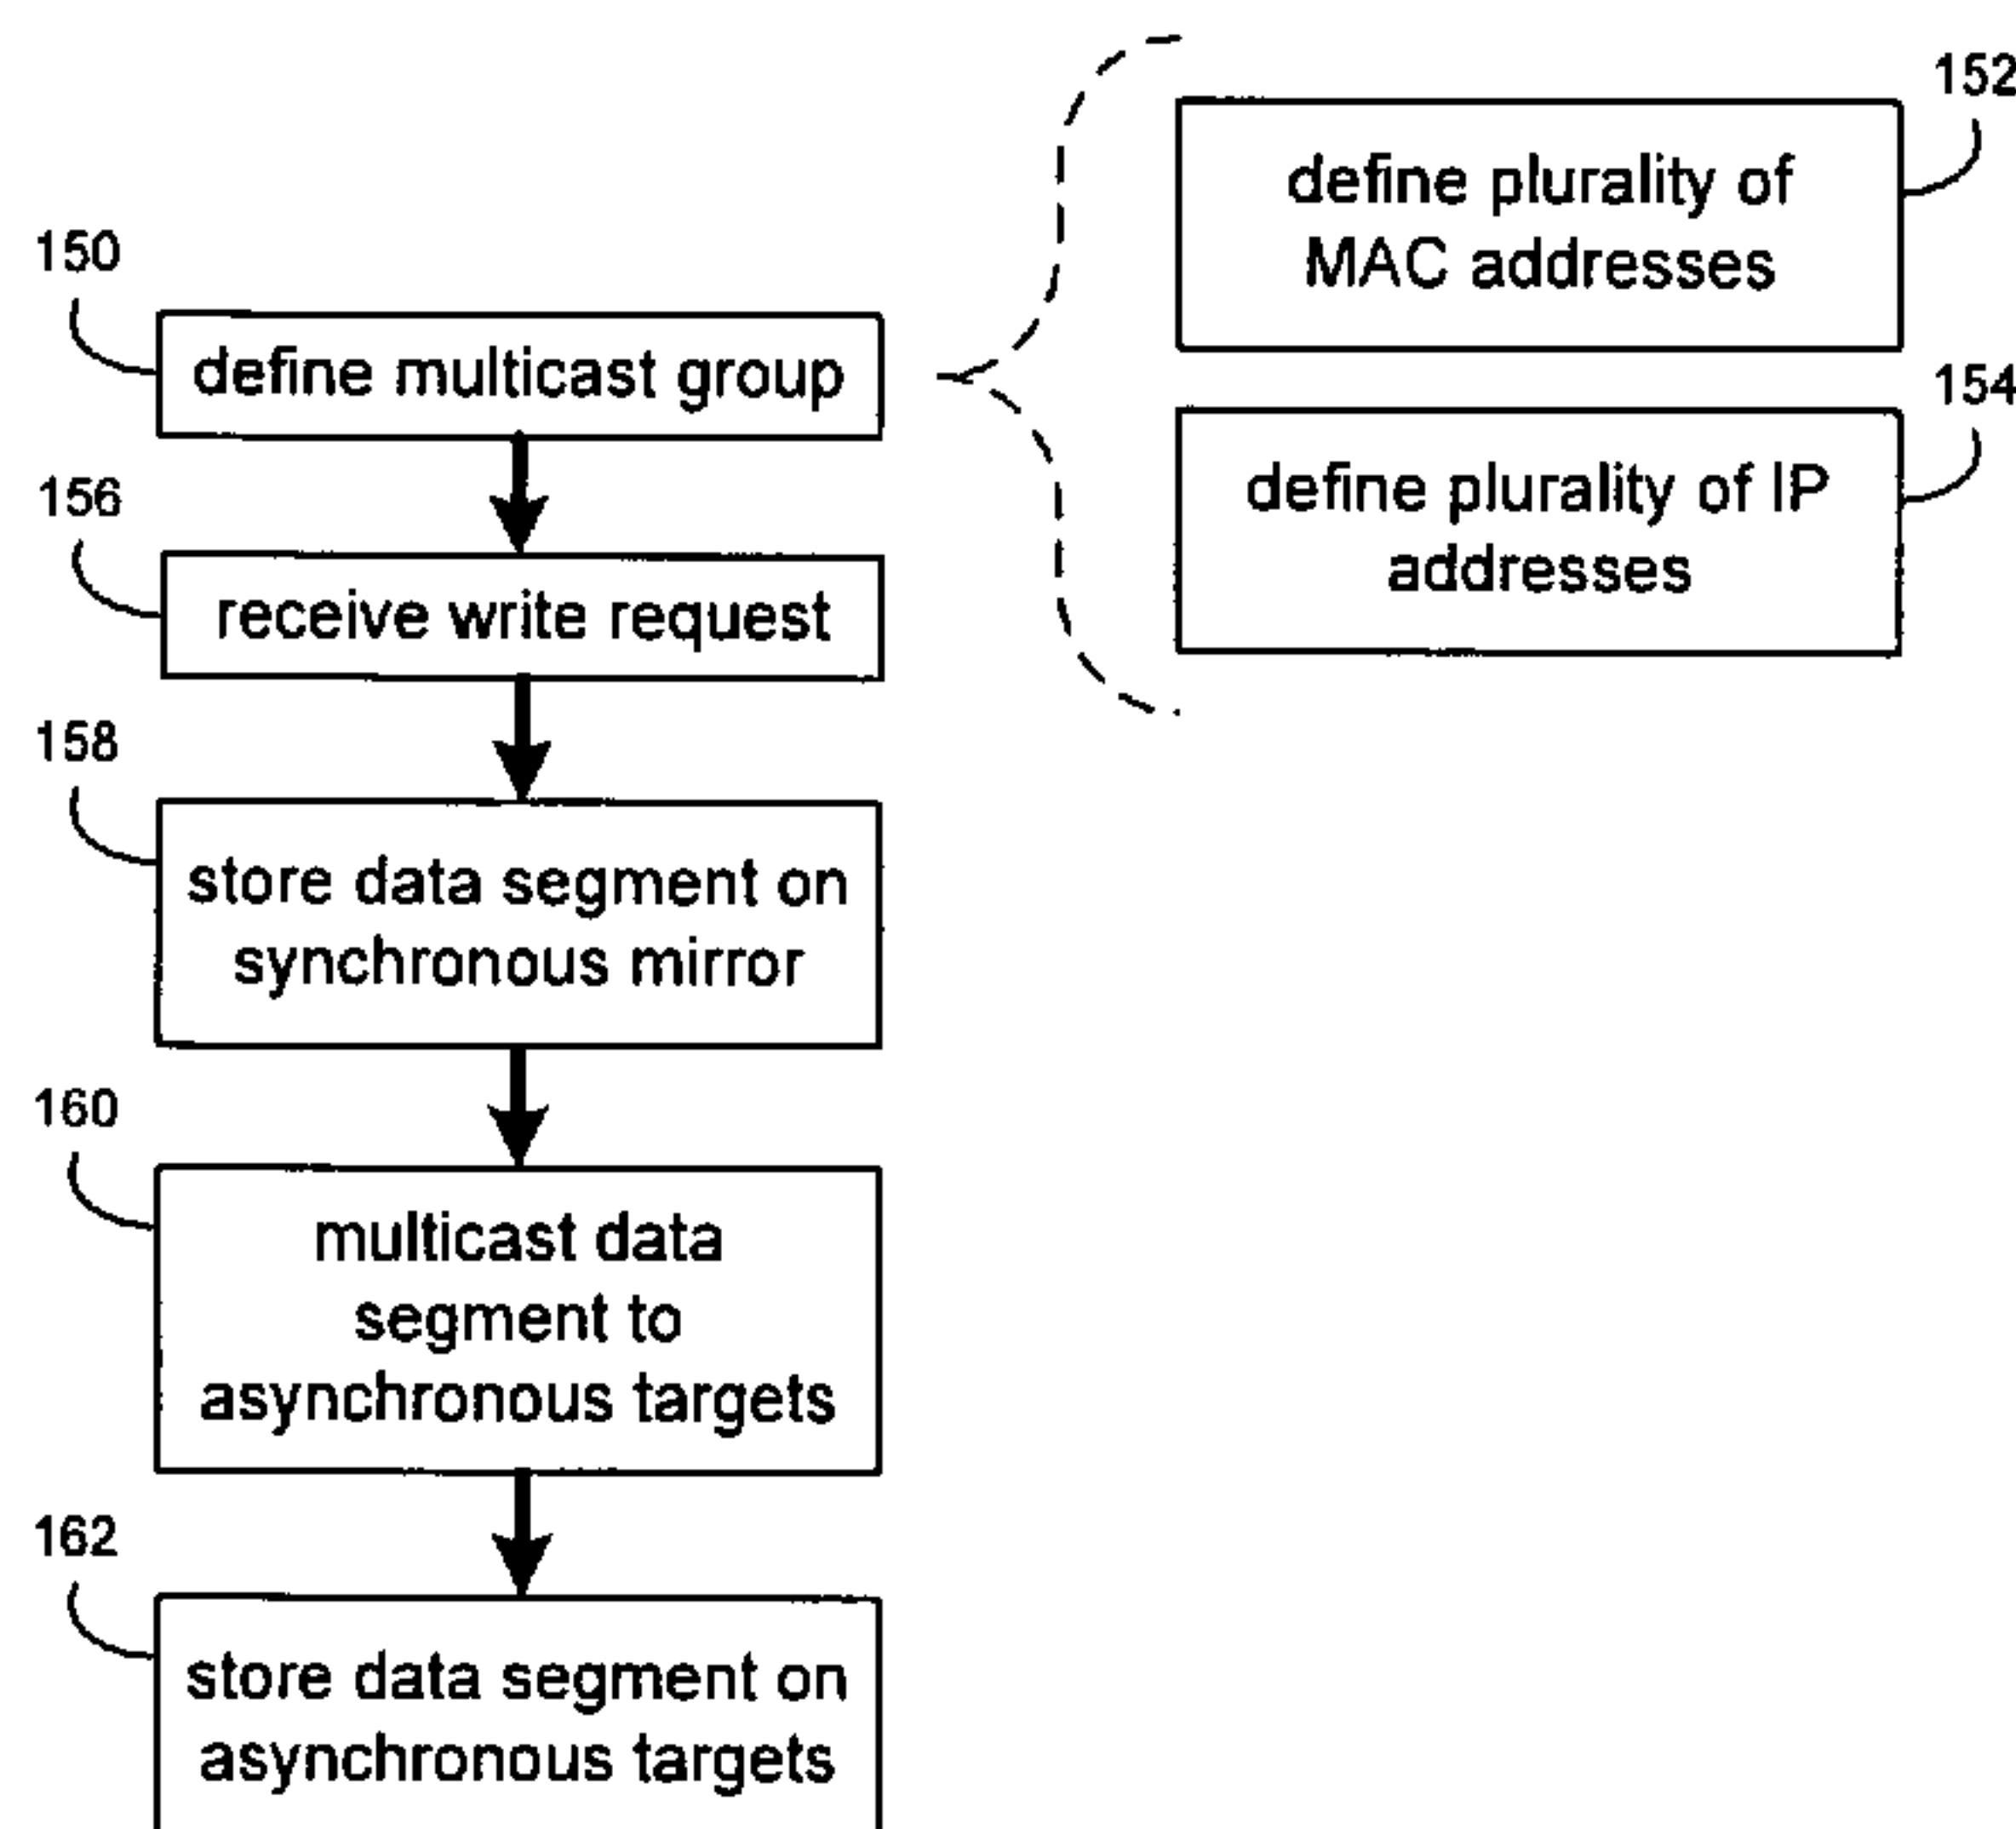 150
define multicast group
152
define plurality of
MAC addresses
154
define plurality of IP
addresses
156
receive write request
158
store data segment on
synchronous mirror
160
multicast data
segment to
asynchronous targets
162
store data segment on
asynchronous targets